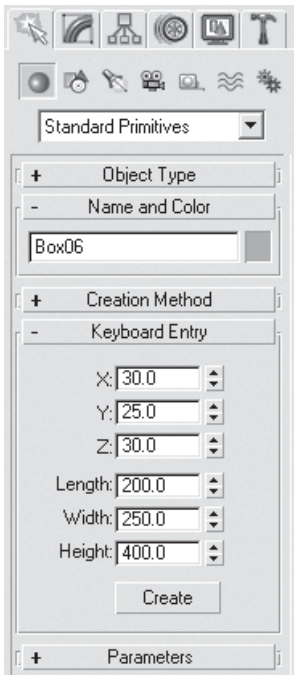 Standard Primitives
+ Object Type
- Name and Color
Box06
+ Creation Method
- Keyboard Entry
X: 30.0
Y: 25.0
Z: 30.0
Length: 200.0
Width: 250.0
Height: 400.0
Create
+ Parameters